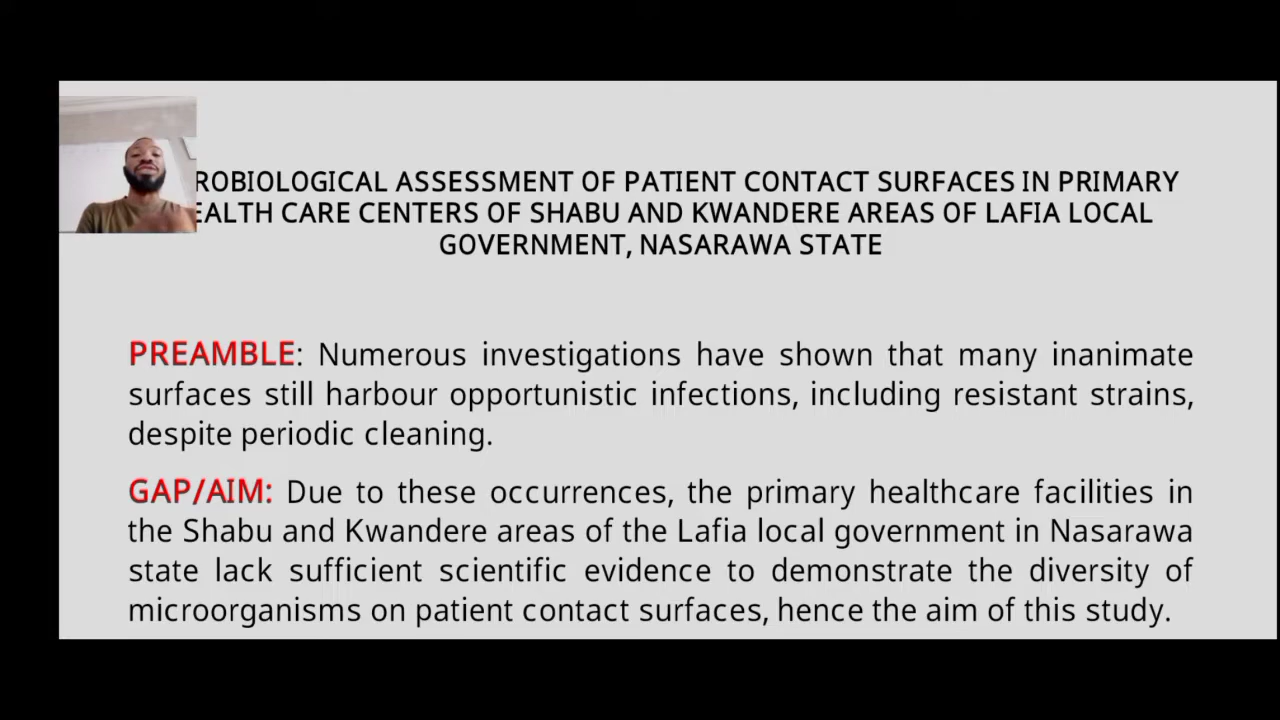 ROBIOLOGICAL ASSESSMENT OF PATIENT CONTACT SURFACES IN PRIMARY
EALTH CARE CENTERS OF SHABU AND KWANDERE AREAS OF LAFIA LOCAL
GOVERNMENT, NASARAWA STATE
PREAMBLE: Numerous investigations have shown that many inanimate
surfaces still harbour opportunistic infections, including resistant strains,
despite periodic cleaning.
GAP/AIM: Due to these occurrences, the primary healthcare facilities in
the Shabu and Kwandere areas of the Lafia local government in Nasarawa
state lack sufficient scientific evidence to demonstrate the diversity of
microorganisms on patient contact surfaces, hence the aim of this study.